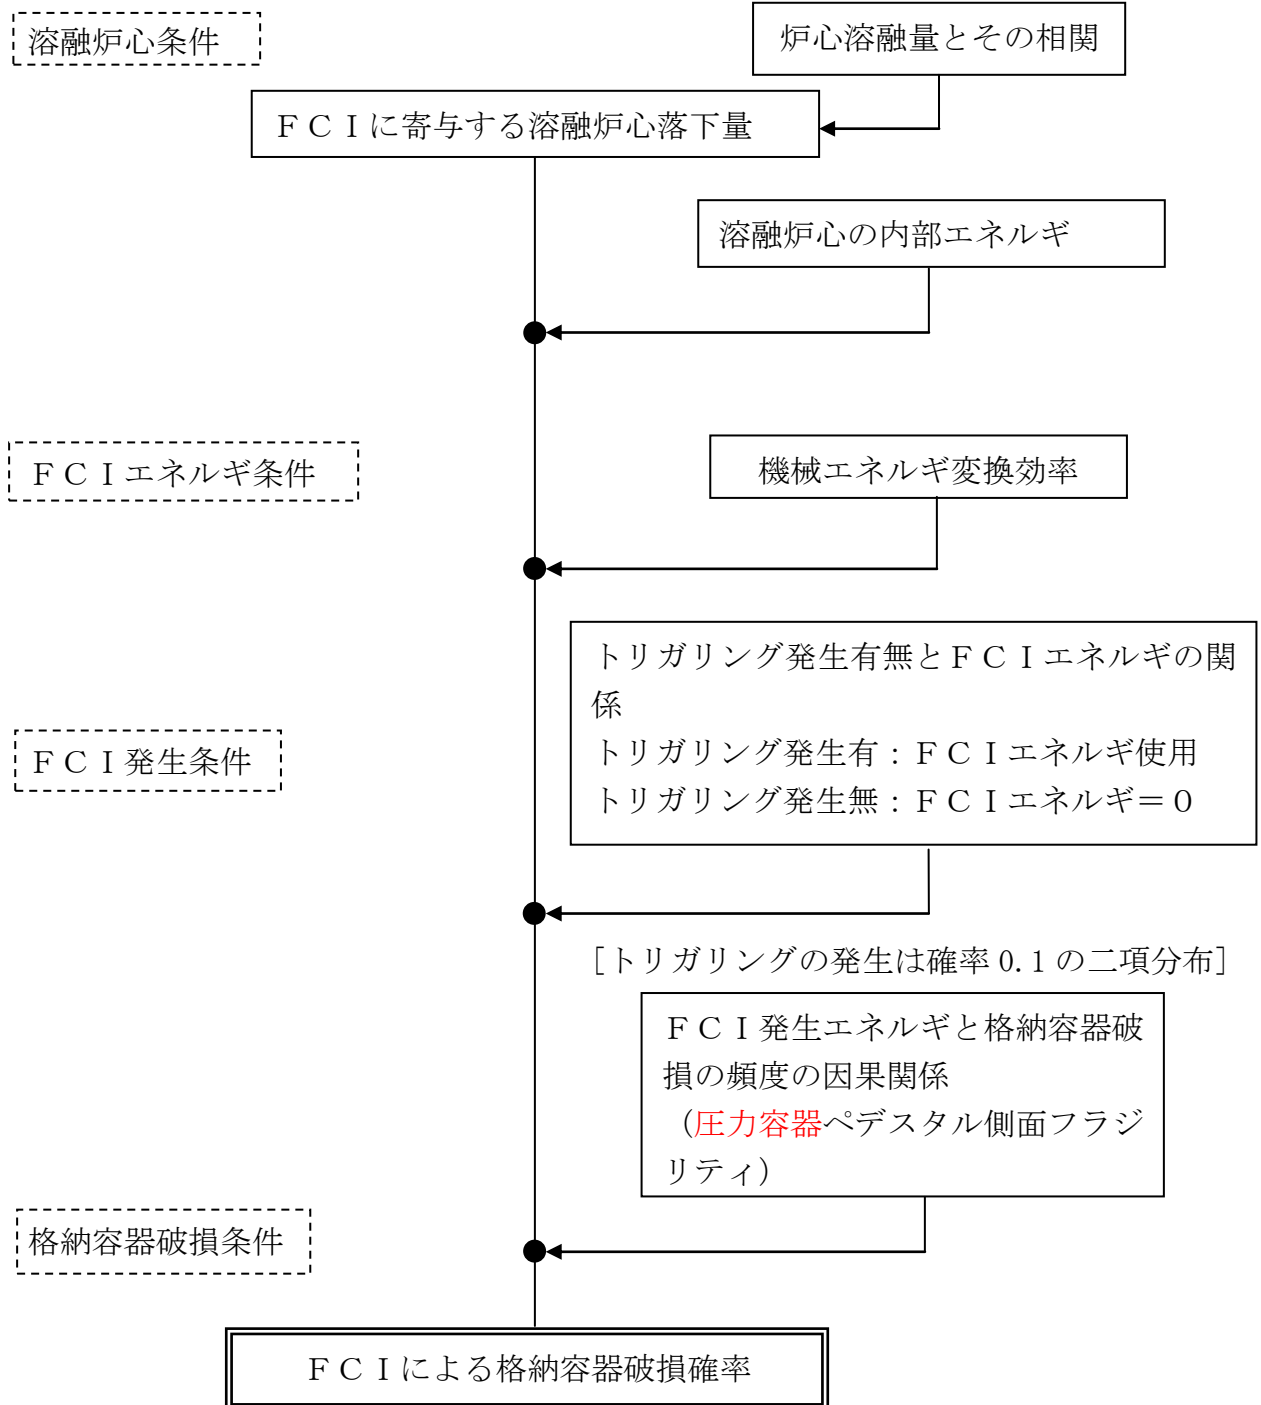 溶融炉心条件
炉心溶融量とその相関
ＦＣＩに寄与する溶融炉心落下量
溶融炉心の内部エネルギ
ＦＣＩエネルギ条件
機械エネルギ変換効率
トリガリング発生有無とＦＣＩエネルギの関
係
トリガリング発生有：ＦＣＩエネルギ使用
トリガリング発生無：ＦＣＩエネルギ＝０
ＦＣＩ発生条件
［トリガリングの発生は確率 0.1 の二項分布］
ＦＣＩ発生エネルギと格納容器破
損の頻度の因果関係
（圧力容器ペデスタル側面フラジ
リティ）
格納容器破損条件
ＦＣＩによる格納容器破損確率